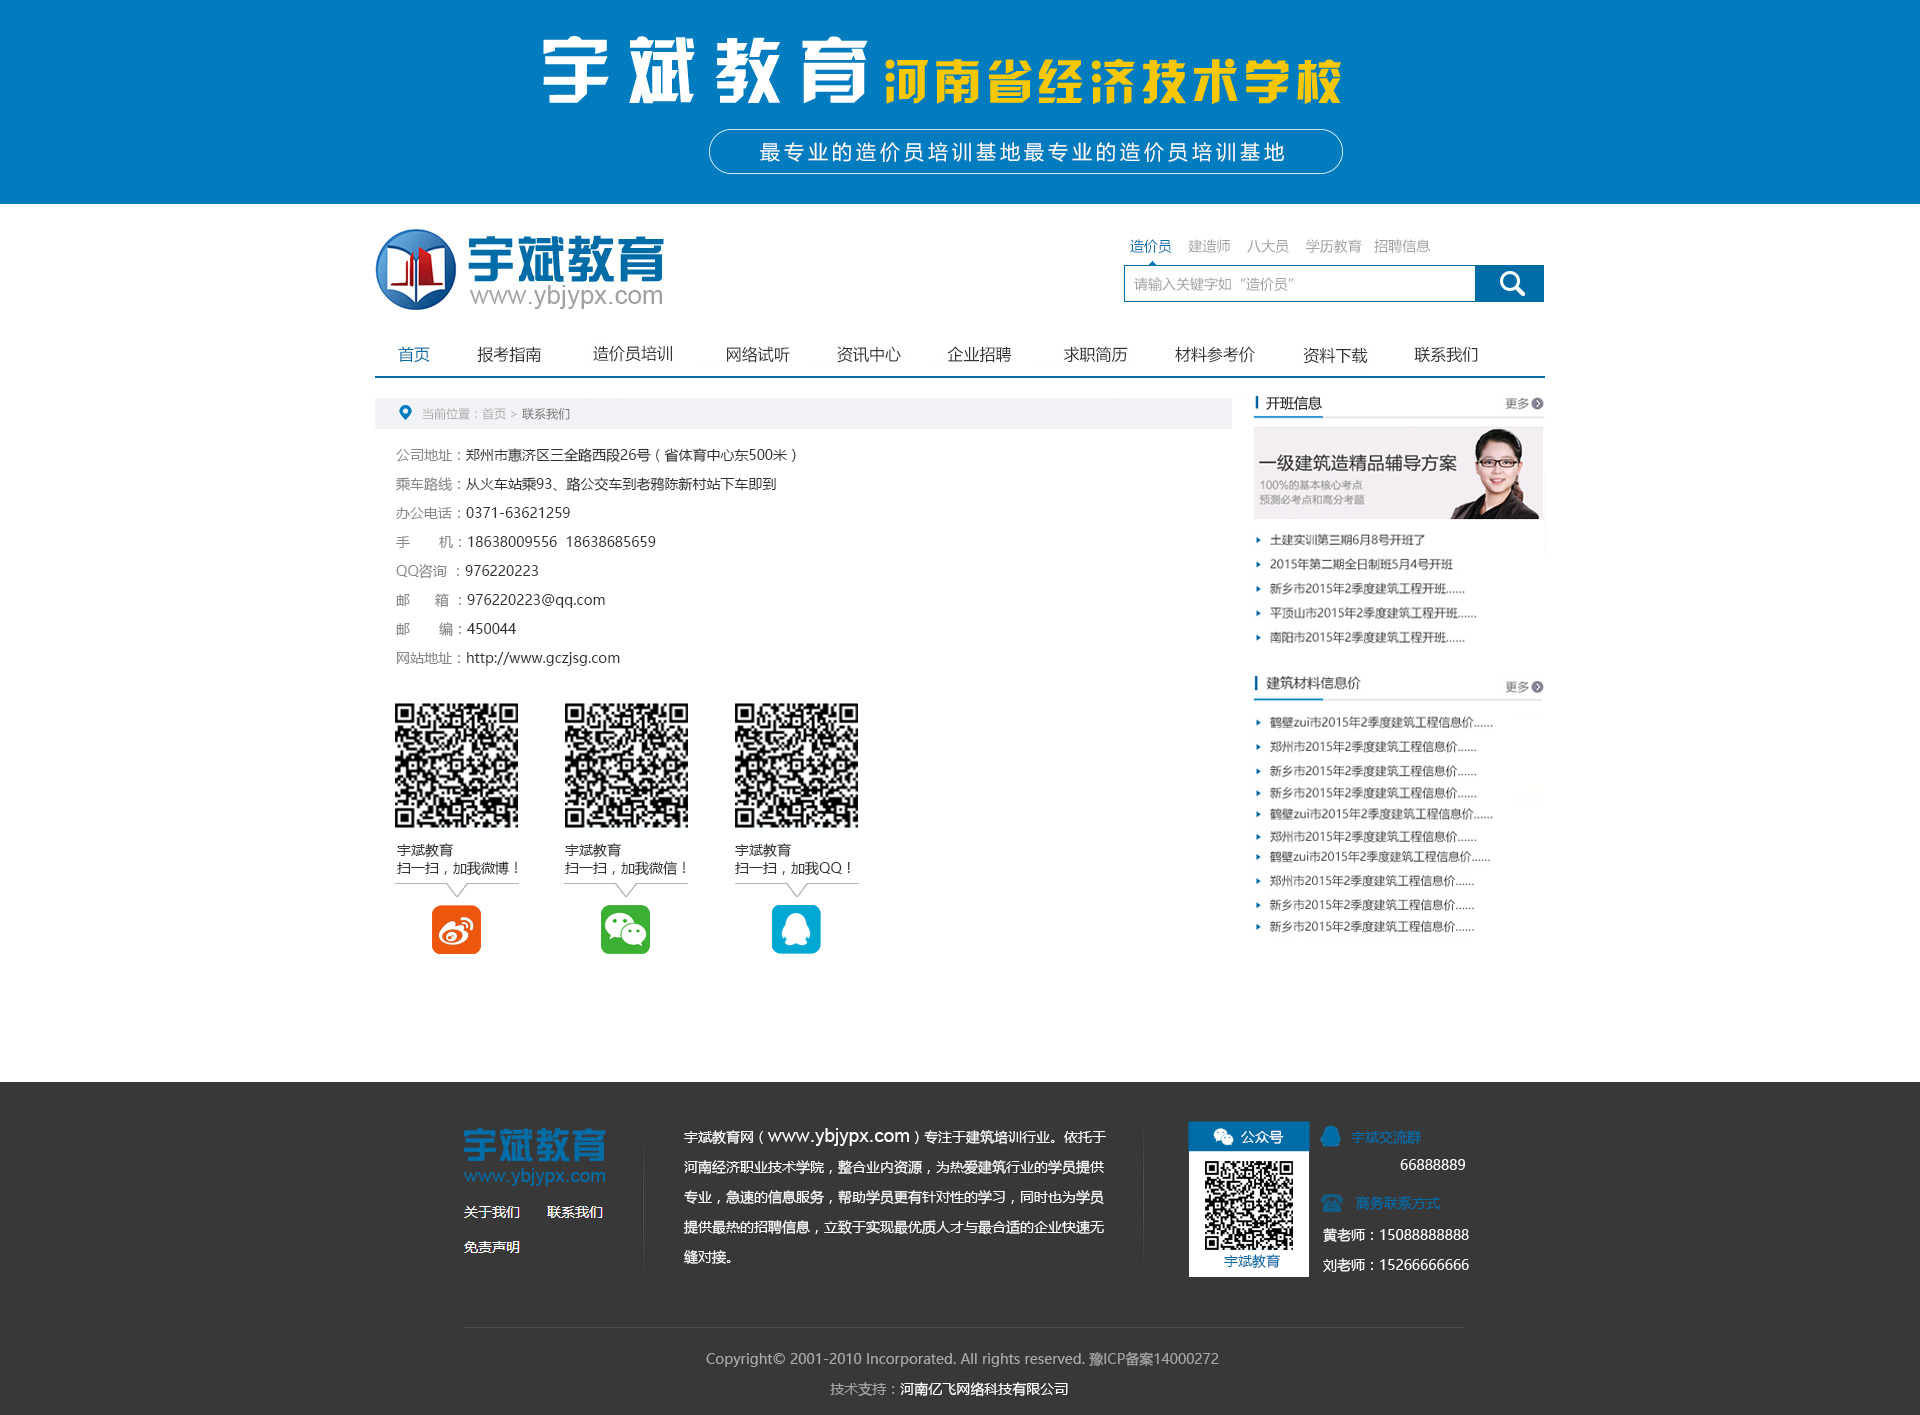 宇斌教育 河南省经济技术学校
最专业的造价员培训基地最专业的造价员培训基地
宇斌教育
www.ybjypx.com
造价员 建造师 八大员 学历教育 招聘信息
请输入关键字如“造价员”
首页 报考指南 造价员培训 网络试听 资讯中心 企业招聘 求职简历 材料参考价 资料下载 联系我们
当前位置：首页 > 联系我们
公司地址：郑州市惠济区三全路西段26号（省体育中心东500米）
乘车路线：从火车站乘93、路公交车到老鸦陈新村站下车即到
办公电话：0371-63621259
手 机：18638009556 18638685659
QQ咨询 ：976220223
邮 箱 ：976220223@qq.com
邮 编：450044
网站地址：http://www.gczjsg.com
宇斌教育
扫一扫，加我微博！
宇斌教育
扫一扫，加我微信！
宇斌教育
扫一扫，加我QQ！
开班信息 更多
一级建筑造精品辅导方案
100%的基本核心考点
预测必考点和高分考题
土建实训第三期6月8号开班了
2015年第二期全日制班5月4号开班
新乡市2015年2季度建筑工程开班......
平顶山市2015年2季度建筑工程开班......
南阳市2015年2季度建筑工程开班......
建筑材料信息价 更多
鹤壁zui市2015年2季度建筑工程信息价......
郑州市2015年2季度建筑工程信息价......
新乡市2015年2季度建筑工程信息价......
新乡市2015年2季度建筑工程信息价......
鹤壁zui市2015年2季度建筑工程信息价......
郑州市2015年2季度建筑工程信息价......
鹤壁zui市2015年2季度建筑工程信息价......
郑州市2015年2季度建筑工程信息价......
新乡市2015年2季度建筑工程信息价......
新乡市2015年2季度建筑工程信息价......
宇斌教育
www.ybjypx.com
关于我们 联系我们
免责声明
宇斌教育网（www.ybjypx.com）专注于建筑培训行业。依托于
河南经济职业技术学院，整合业内资源，为热爱建筑行业的学员提供
专业，急速的信息服务，帮助学员更有针对性的学习，同时也为学员
提供最热的招聘信息，立致于实现最优质人才与最合适的企业快速无
缝对接。
公众号
宇斌教育
宇斌交流群
66888889
商务联系方式
黄老师：15088888888
刘老师：15266666666
Copyright© 2001-2010 Incorporated. All rights reserved. 豫ICP备案14000272
技术支持：河南亿飞网络科技有限公司